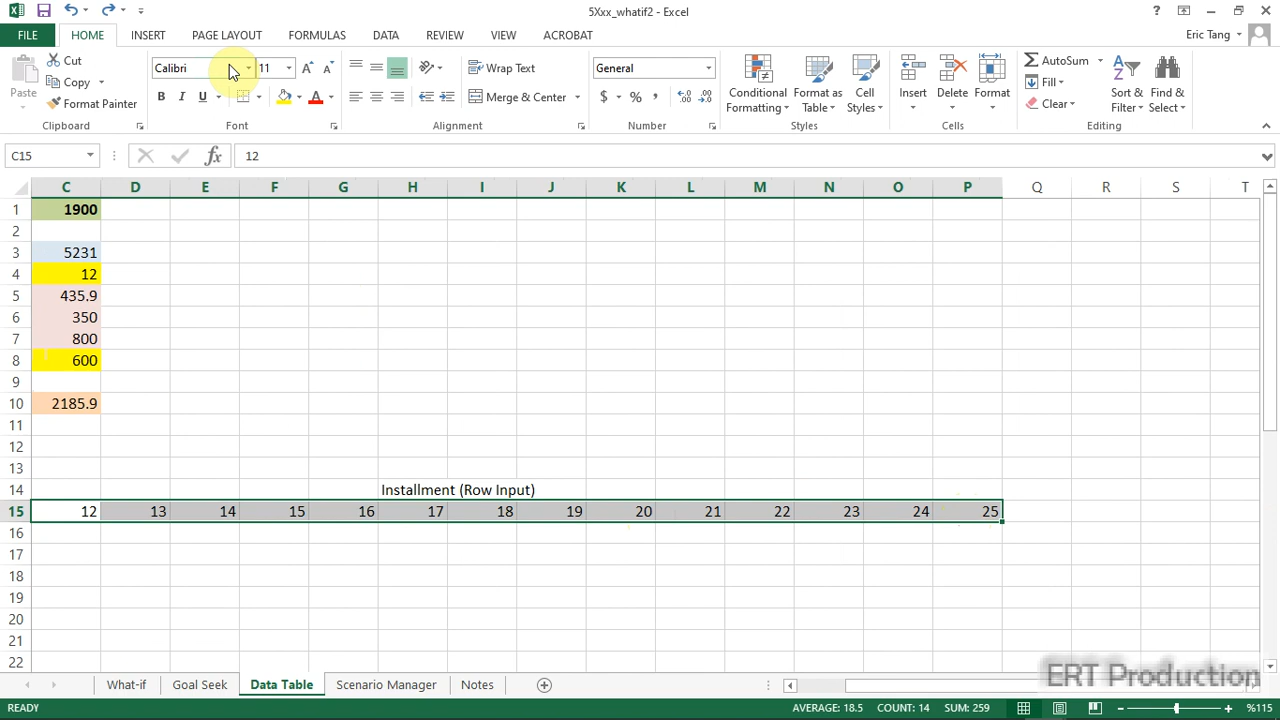 5Xxx_whatif2 - Excel
FILE HOME INSERT PAGE LAYOUT FORMULAS DATA REVIEW VIEW ACROBAT Eric Tang
Paste Cut Copy Format Painter
Calibri 11
B I U
Wrap Text
Merge & Center
General
$ % ,
Conditional Formatting Format as Table Cell Styles
Insert Delete Format
AutoSum Fill Clear
Sort & Filter Find & Select
Clipboard Font Alignment Number Styles Cells Editing
C15 fx 12
C D E F G H I J K L M N O P Q R S T
1 1900
2
3 5231
4 12
5 435.9
6 350
7 800
8 600
9
10 2185.9
11
12
13
14 Installment (Row Input)
15 12 13 14 15 16 17 18 19 20 21 22 23 24 25
16
17
18
19
20
21
22
ERT Production
What-if Goal Seek Data Table Scenario Manager Notes
READY AVERAGE: 18.5 COUNT: 14 SUM: 259 %115